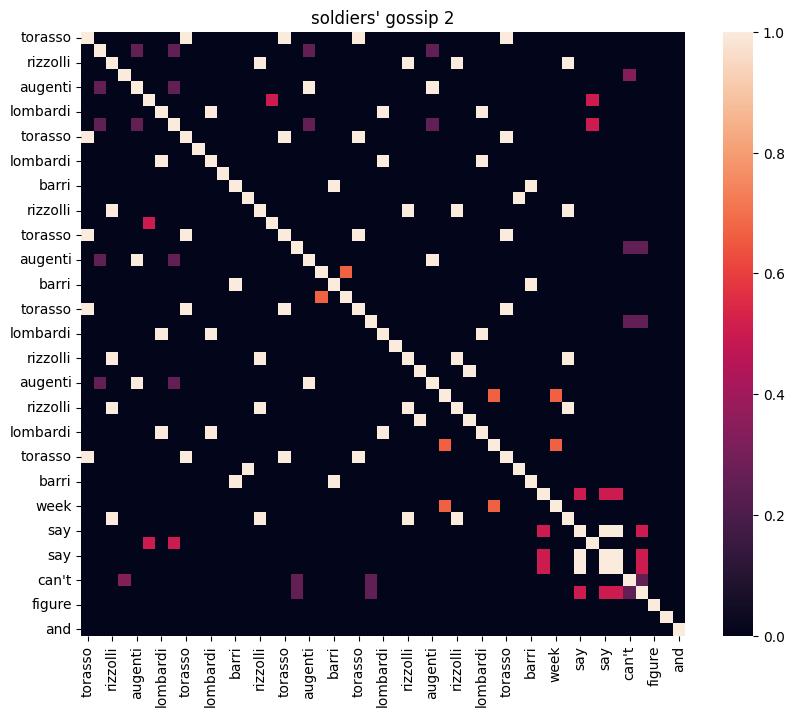 soldiers' gossip 2
torasso
rizzolli
augenti
lombardi
torasso
lombardi
barri
rizzolli
torasso
augenti
barri
torasso
lombardi
rizzolli
augenti
rizzolli
lombardi
torasso
barri
week
say
say
can't
figure
and
torasso
rizzolli
augenti
lombardi
torasso
lombardi
barri
rizzolli
torasso
augenti
barri
torasso
lombardi
rizzolli
augenti
rizzolli
lombardi
torasso
barri
week
say
say
can't
figure
and
1.0
0.8
0.6
0.4
0.2
0.0